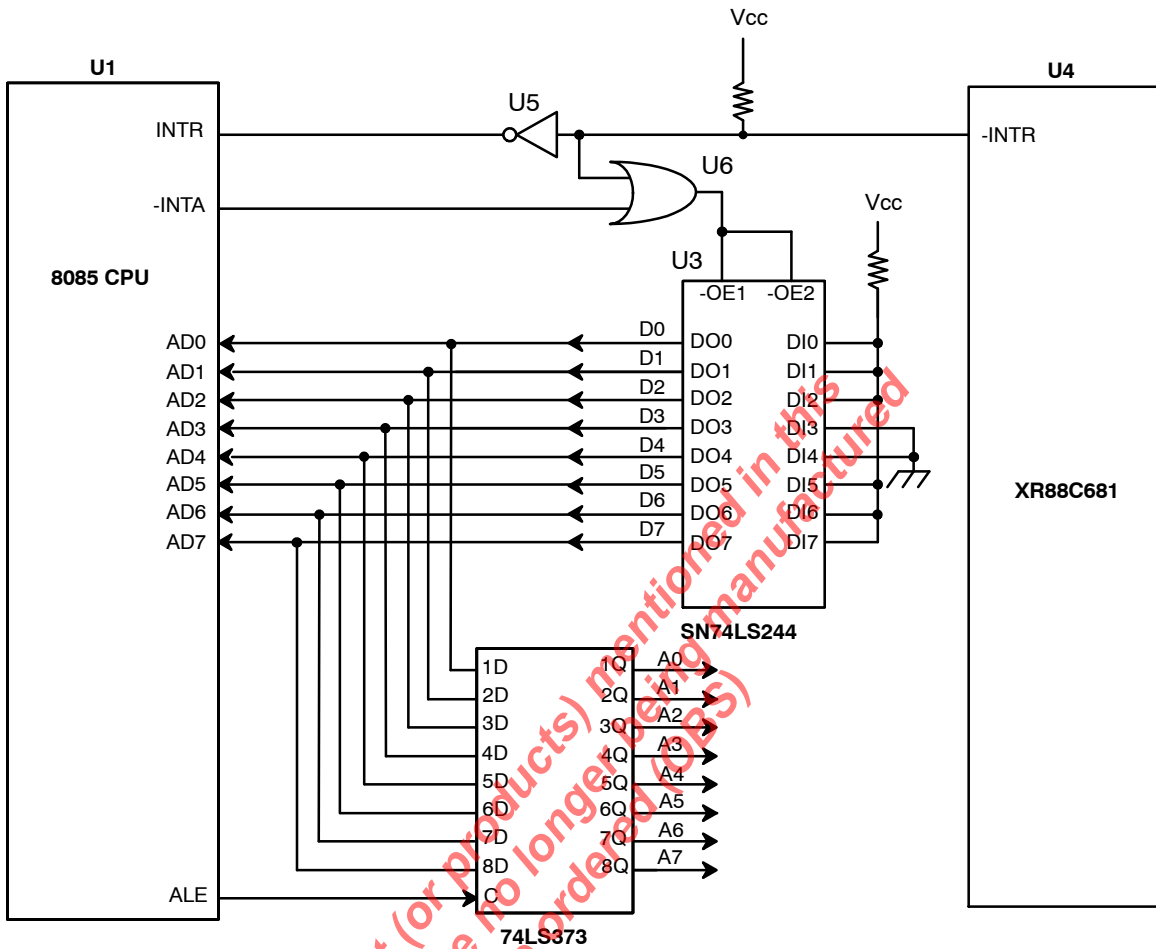 Vcc
U1
U4
U5
INTR
-INTR
U6
-INTA
Vcc
8085 CPU
U3
-OE1 -OE2
AD0 D0 DO0 DI0
AD1 D1 DO1 DI1
AD2 D2 DO2 DI2
AD3 D3 DO3 DI3
AD4 D4 DO4 DI4
AD5 D5 DO5 DI5
AD6 D6 DO6 DI6
AD7 D7 DO7 DI7
XR88C681
SN74LS244
1D 1Q A0
2D 2Q A1
3D 3Q A2
4D 4Q A3
5D 5Q A4
6D 6Q A5
7D 7Q A6
8D 8Q A7
ALE C
74LS373
t (or products) mentioned in this
e no longer being manufactured
ordered (OBS)